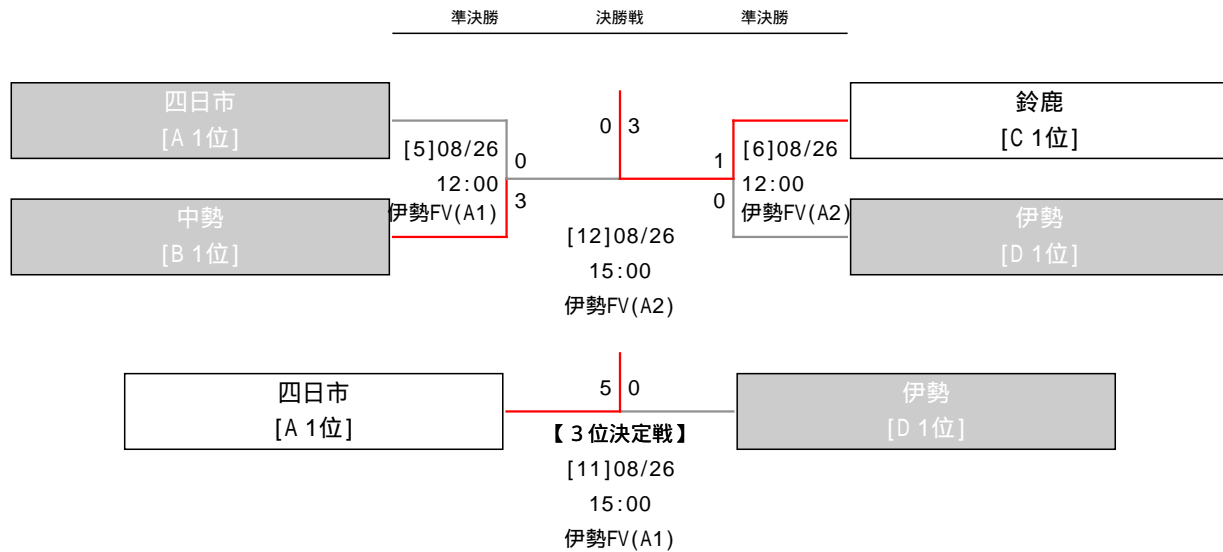 準決勝 決勝戦 準決勝
四日市
[A 1位]
鈴鹿
[C 1位]
0 3
[5]08/26
12:00
伊勢FV(A1)
0
3
1
0
[6]08/26
12:00
伊勢FV(A2)
中勢
[B 1位]
伊勢
[D 1位]
[12]08/26
15:00
伊勢FV(A2)
四日市
[A 1位]
5 0
伊勢
[D 1位]
【３位決定戦】
[11]08/26
15:00
伊勢FV(A1)